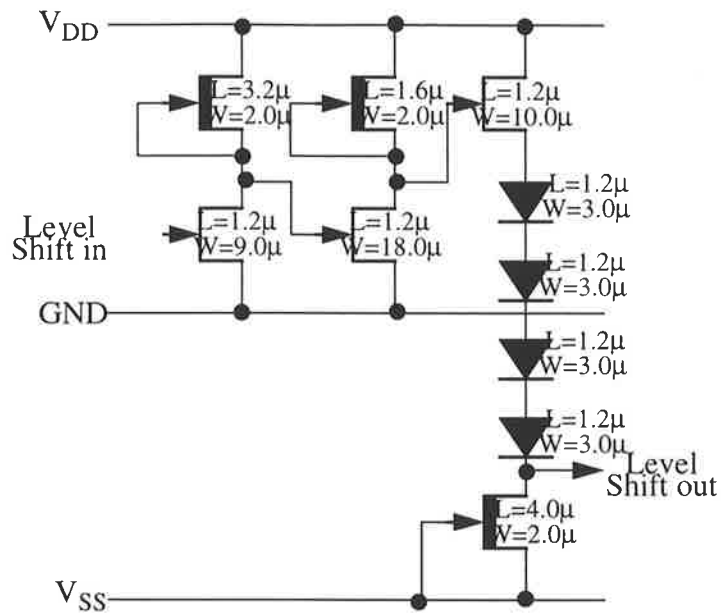 VDD
L=3.2μ
W=2.0μ
L=1.6μ
W=2.0μ
L=1.2μ
W=10.0μ
L=1.2μ
W=3.0μ
Level
Shift in
L=1.2μ
W=9.0μ
L=1.2μ
W=18.0μ
L=1.2μ
W=3.0μ
GND
L=1.2μ
W=3.0μ
L=1.2μ
W=3.0μ
Level
Shift out
L=4.0μ
W=2.0μ
VSS